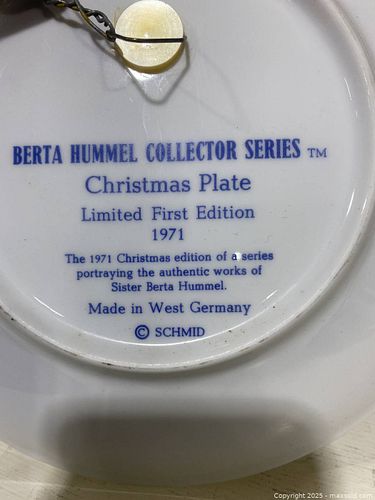 BERTA HUMMEL COLLECTOR SERIES TM
Christmas Plate
Limited First Edition
1971
The 1971 Christmas edition of a series
portraying the authentic works of
Sister Berta Hummel.
Made in West Germany
© SCHMID
Copyright 2025 - maxsold.com